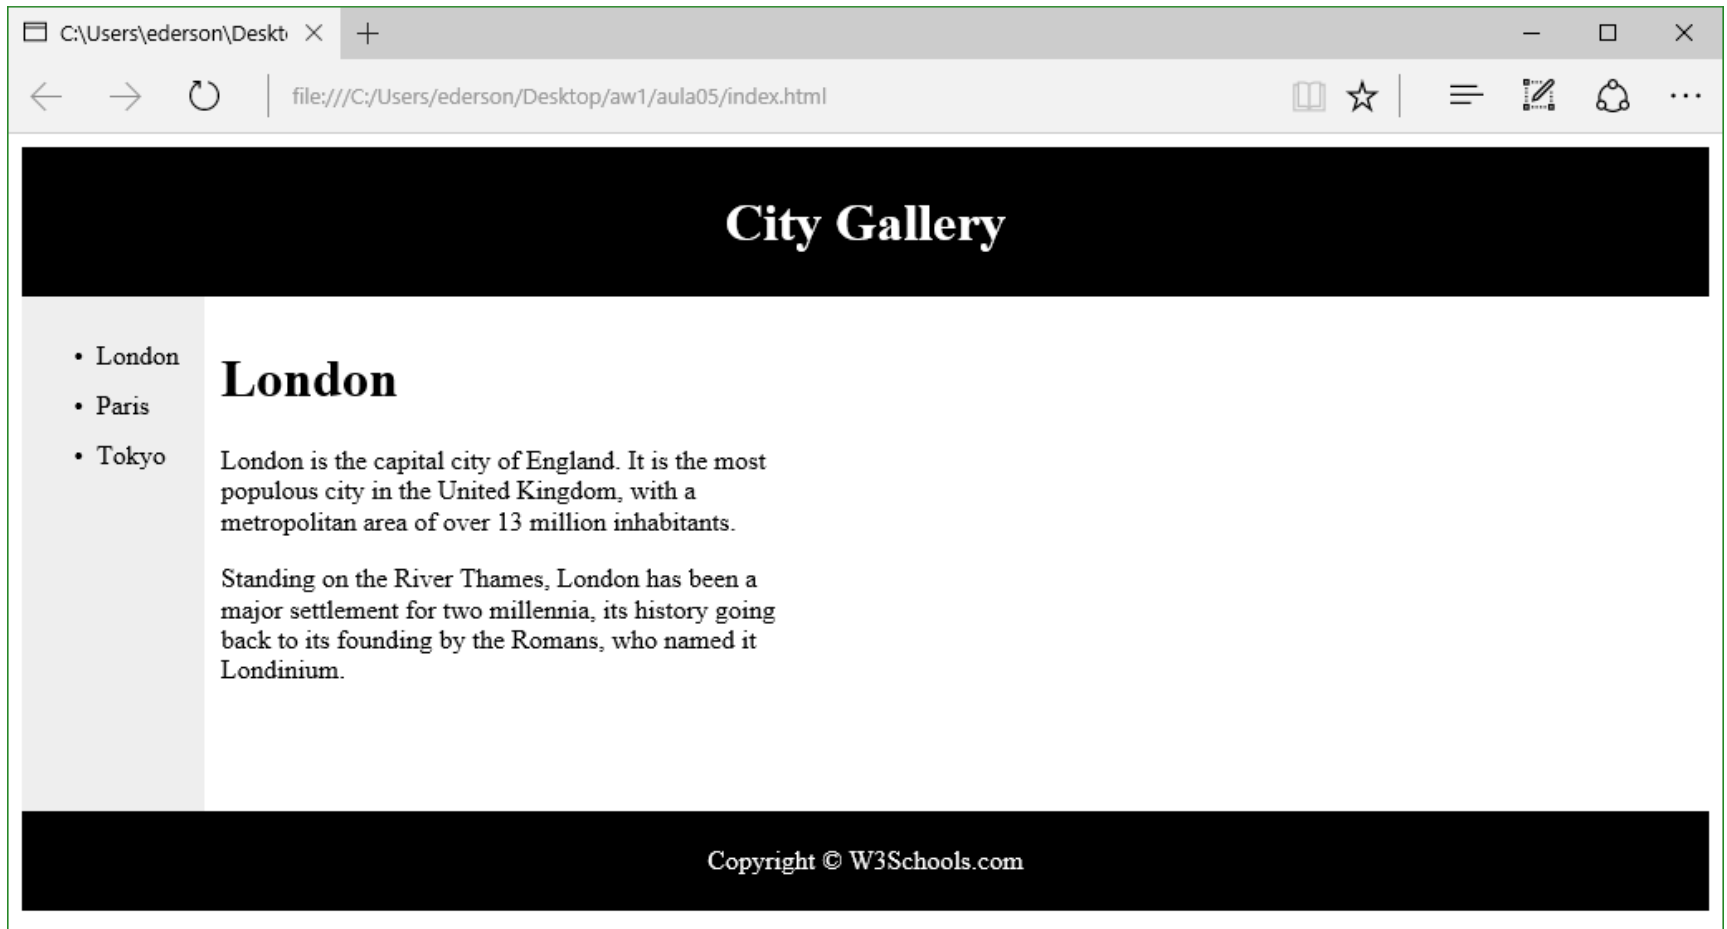 C:\Users\ederson\Deskt
file:///C:/Users/ederson/Desktop/aw1/aula05/index.html
City Gallery
• London
• Paris
• Tokyo
London
London is the capital city of England. It is the most
populous city in the United Kingdom, with a
metropolitan area of over 13 million inhabitants.
Standing on the River Thames, London has been a
major settlement for two millennia, its history going
back to its founding by the Romans, who named it
Londinium.
Copyright © W3Schools.com